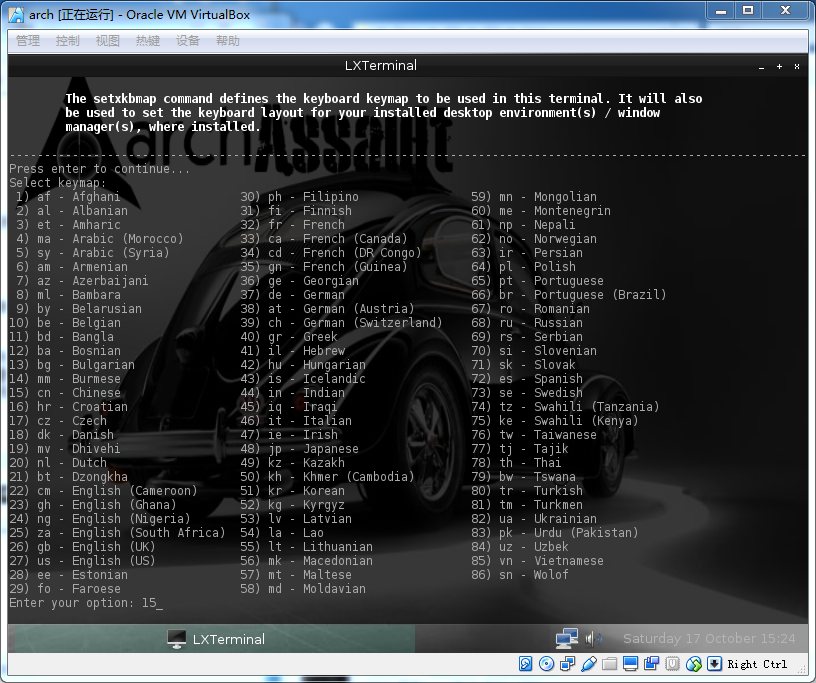 arch [正在运行] - Oracle VM VirtualBox
管理 控制 视图 热键 设备 帮助
LXTerminal
The setxkbmap command defines the keyboard keymap to be used in this terminal. It will also
be used to set the keyboard layout for your installed desktop environment(s) / window
manager(s), where installed.
archAssault
Press enter to continue...
Select keymap:
1) af - Afghani 30) ph - Filipino 59) mn - Mongolian
2) al - Albanian 31) fi - Finnish 60) me - Montenegrin
3) et - Amharic 32) fr - French 61) np - Nepali
4) ma - Arabic (Morocco) 33) ca - French (Canada) 62) no - Norwegian
5) sy - Arabic (Syria) 34) cd - French (DR Congo) 63) ir - Persian
6) am - Armenian 35) gn - French (Guinea) 64) pl - Polish
7) az - Azerbaijani 36) ge - Georgian 65) pt - Portuguese
8) ml - Bambara 37) de - German 66) br - Portuguese (Brazil)
9) by - Belarusian 38) at - German (Austria) 67) ro - Romanian
10) be - Belgian 39) ch - German (Switzerland) 68) ru - Russian
11) bd - Bangla 40) gr - Greek 69) rs - Serbian
12) ba - Bosnian 41) il - Hebrew 70) si - Slovenian
13) bg - Bulgarian 42) hu - Hungarian 71) sk - Slovak
14) mm - Burmese 43) is - Icelandic 72) es - Spanish
15) cn - Chinese 44) in - Indian 73) se - Swedish
16) hr - Croatian 45) iq - Iraqi 74) tz - Swahili (Tanzania)
17) cz - Czech 46) it - Italian 75) ke - Swahili (Kenya)
18) dk - Danish 47) ie - Irish 76) tw - Taiwanese
19) mv - Dhivehi 48) jp - Japanese 77) tj - Tajik
20) nl - Dutch 49) kz - Kazakh 78) th - Thai
21) bt - Dzongkha 50) kh - Khmer (Cambodia) 79) bw - Tswana
22) cm - English (Cameroon) 51) kr - Korean 80) tr - Turkish
23) gh - English (Ghana) 52) kg - Kyrgyz 81) tm - Turkmen
24) ng - English (Nigeria) 53) lv - Latvian 82) ua - Ukrainian
25) za - English (South Africa) 54) la - Lao 83) pk - Urdu (Pakistan)
26) gb - English (UK) 55) lt - Lithuanian 84) uz - Uzbek
27) us - English (US) 56) mk - Macedonian 85) vn - Vietnamese
28) ee - Estonian 57) mt - Maltese 86) sn - Wolof
29) fo - Faroese 58) md - Moldavian
Enter your option: 15_
LXTerminal
Saturday 17 October 15:24
Right Ctrl